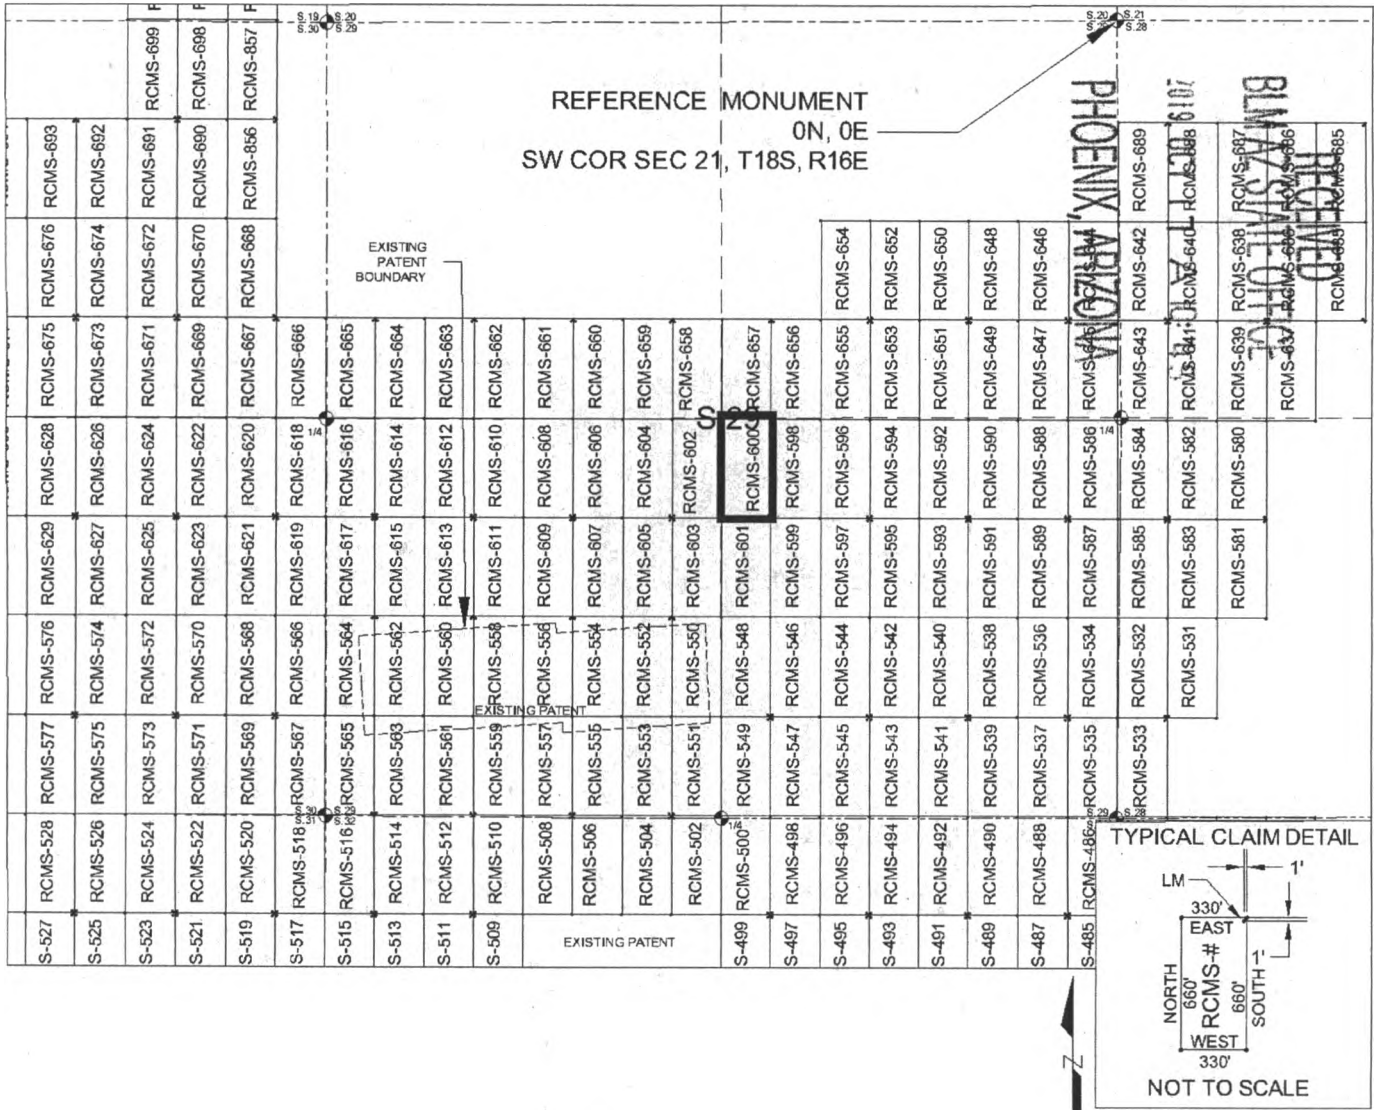 S.19 S.20
S.30 S.29
S.20 S.21
S.29 S.28
RCMS-699 RCMS-698 RCMS-857
REFERENCE MONUMENT
0N, 0E
SW COR SEC 21, T18S, R16E
RECEIVED
BLM AZ STATE OFFICE
PHOENIX, ARIZONA
RCMS-693 RCMS-692 RCMS-691 RCMS-690 RCMS-856 RCMS-689 RCMS-688 RCMS-687 RCMS-686 RCMS-685
EXISTING
PATENT
BOUNDARY
RCMS-676 RCMS-674 RCMS-672 RCMS-670 RCMS-668 RCMS-654 RCMS-652 RCMS-650 RCMS-648 RCMS-646 RCMS-642 RCMS-640 RCMS-638
RCMS-675 RCMS-673 RCMS-671 RCMS-669 RCMS-667 RCMS-666 RCMS-665 RCMS-664 RCMS-663 RCMS-662 RCMS-661 RCMS-660 RCMS-659 RCMS-658 RCMS-657 RCMS-656 RCMS-655 RCMS-653 RCMS-651 RCMS-649 RCMS-647 RCMS-645 RCMS-643 RCMS-641 RCMS-639 RCMS-637
RCMS-628 RCMS-626 RCMS-624 RCMS-622 RCMS-620 RCMS-618 1/4 RCMS-616 RCMS-614 RCMS-612 RCMS-610 RCMS-608 RCMS-606 RCMS-604 RCMS-602 RCMS-600 RCMS-598 RCMS-596 RCMS-594 RCMS-592 RCMS-590 RCMS-588 RCMS-586 1/4 RCMS-584 RCMS-582 RCMS-580
RCMS-629 RCMS-627 RCMS-625 RCMS-623 RCMS-621 RCMS-619 RCMS-617 RCMS-615 RCMS-613 RCMS-611 RCMS-609 RCMS-607 RCMS-605 RCMS-603 RCMS-601 RCMS-599 RCMS-597 RCMS-595 RCMS-593 RCMS-591 RCMS-589 RCMS-587 RCMS-585 RCMS-583 RCMS-581
RCMS-576 RCMS-574 RCMS-572 RCMS-570 RCMS-568 RCMS-566 RCMS-564 RCMS-562 RCMS-560 RCMS-558 RCMS-556 RCMS-554 RCMS-552 RCMS-550 RCMS-548 RCMS-546 RCMS-544 RCMS-542 RCMS-540 RCMS-538 RCMS-536 RCMS-534 RCMS-532 RCMS-531
EXISTING PATENT
RCMS-577 RCMS-575 RCMS-573 RCMS-571 RCMS-569 RCMS-567 RCMS-565 RCMS-563 RCMS-561 RCMS-559 RCMS-557 RCMS-555 RCMS-553 RCMS-551 RCMS-549 RCMS-547 RCMS-545 RCMS-543 RCMS-541 RCMS-539 RCMS-537 RCMS-535 RCMS-533
S.30 S.29
S.31 S.32
1/4
S.29 S.28
RCMS-528 RCMS-526 RCMS-524 RCMS-522 RCMS-520 RCMS-518 RCMS-516 RCMS-514 RCMS-512 RCMS-510 RCMS-508 RCMS-506 RCMS-504 RCMS-502 RCMS-500 RCMS-498 RCMS-496 RCMS-494 RCMS-492 RCMS-490 RCMS-488 RCMS-486
S-527 S-525 S-523 S-521 S-519 S-517 S-515 S-513 S-511 S-509 EXISTING PATENT S-499 S-497 S-495 S-493 S-491 S-489 S-487 S-485
TYPICAL CLAIM DETAIL
LM 1'
330'
EAST
NORTH 660' RCMS-# 660' SOUTH 1'
WEST
330'
NOT TO SCALE
N